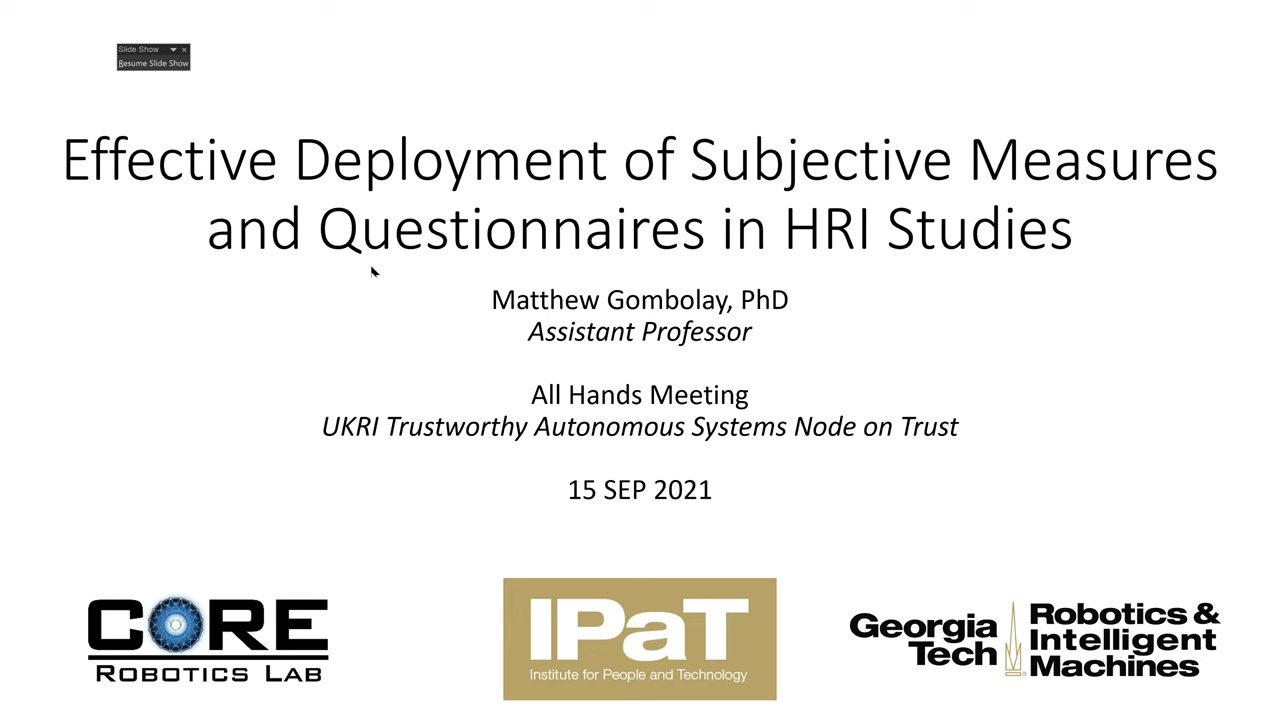 Slide Show
Resume Slide Show
Effective Deployment of Subjective Measures
and Questionnaires in HRI Studies
Matthew Gombolay, PhD
Assistant Professor
All Hands Meeting
UKRI Trustworthy Autonomous Systems Node on Trust
15 SEP 2021
CORE
ROBOTICS LAB
IPaT
Institute for People and Technology
Georgia
Tech
Robotics &
Intelligent
Machines